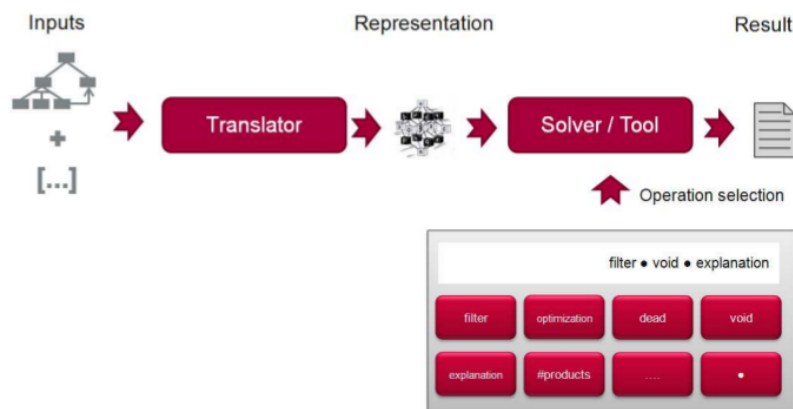 Inputs
Representation
Result
+
[...]
Translator
Solver / Tool
Operation selection
filter ● void ● explanation
filter
optimization
dead
void
explanation
#products
....
●